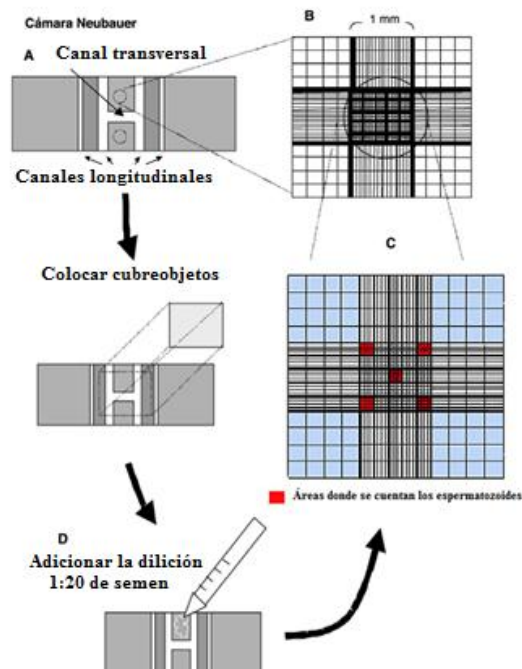 Cámara Neubauer
A
Canal transversal
Canales longitudinales
B
1 mm
Colocar cubreobjetos
C
Áreas donde se cuentan los espermatozoides
D
Adicionar la dilición
1:20 de semen